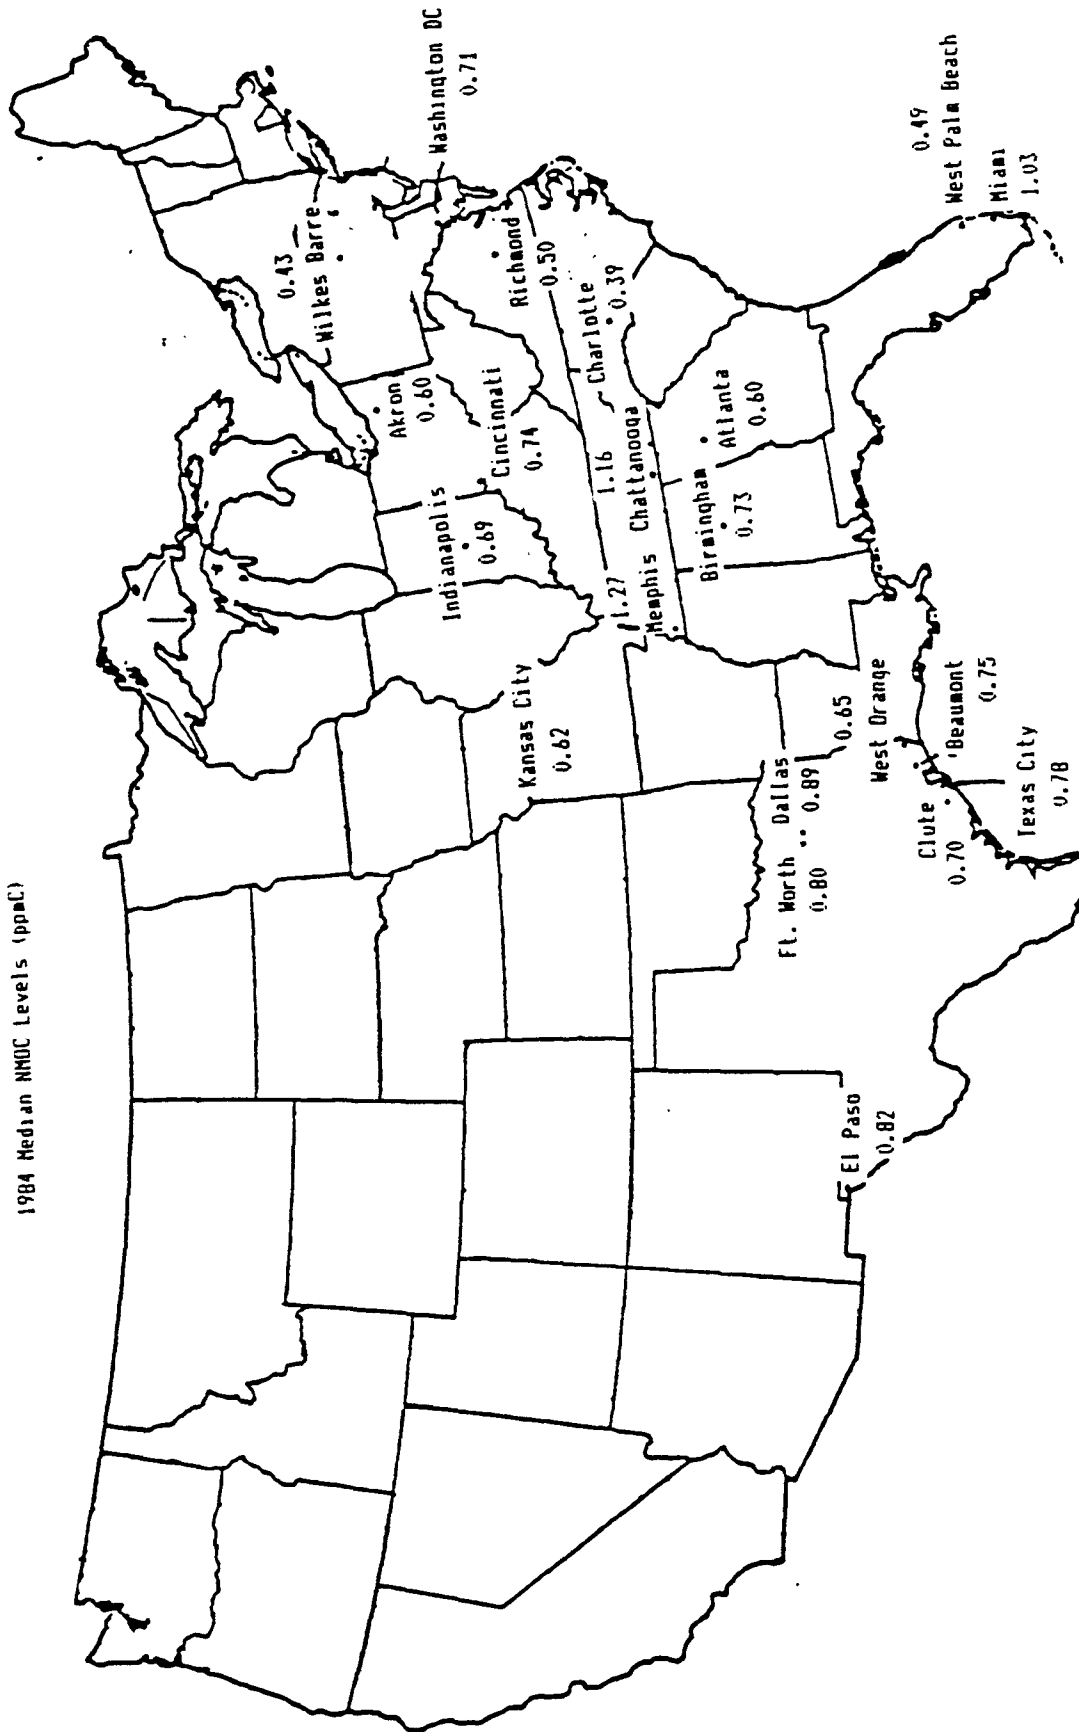 1984 Median NMOC Levels (ppmC)
0.43
Wilkes Barre
Washington DC
0.71
Akron
0.60
Indianapolis
0.69
Cincinnati
0.74
Richmond
0.50
Kansas City
0.62
1.27
Memphis
1.16
Chattanooga
Charlotte
0.39
Birmingham
0.73
Atlanta
0.60
Ft. Worth
0.80
Dallas
0.89
El Paso
0.82
0.65
West Orange
Beaumont
0.75
Clute
0.70
Texas City
0.78
0.49
West Palm Beach
Miami
1.03